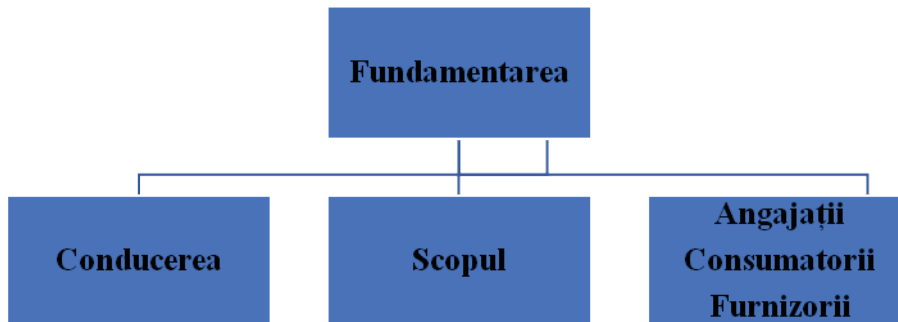 Fundamentarea
Conducerea
Scopul
Angajații
Consumatorii
Furnizorii